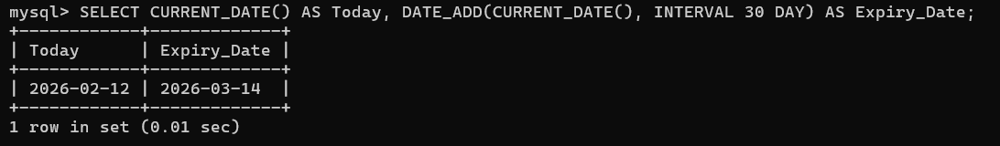 mysql> SELECT CURRENT_DATE() AS Today, DATE_ADD(CURRENT_DATE(), INTERVAL 30 DAY) AS Expiry_Date;
+------------+-------------+
| Today      | Expiry_Date |
+------------+-------------+
| 2026-02-12 | 2026-03-14  |
+------------+-------------+
1 row in set (0.01 sec)